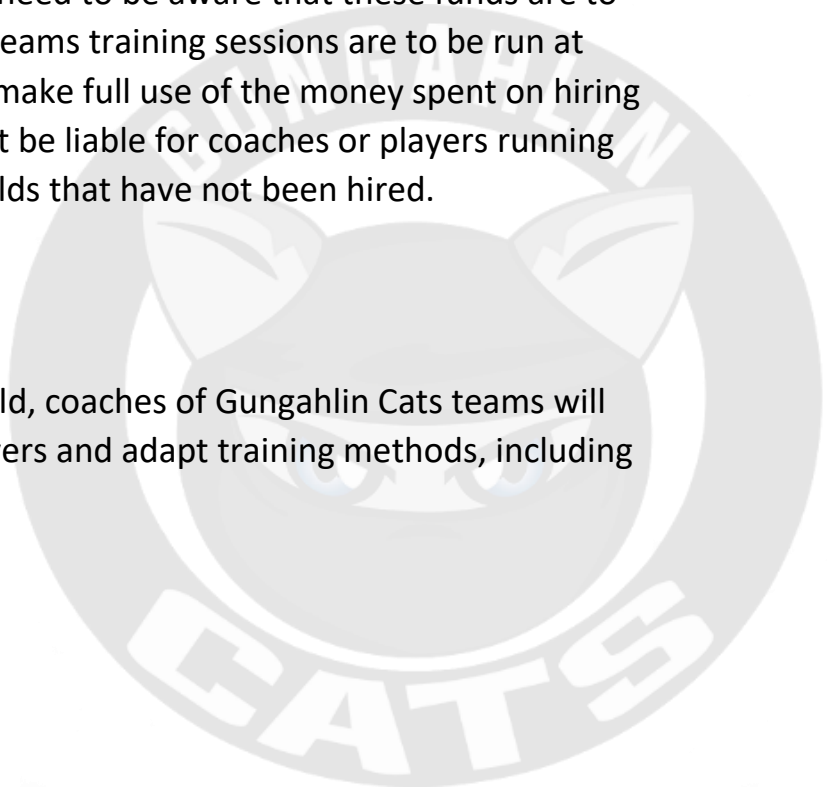 need to be aware that these funds are to
eams training sessions are to be run at
make full use of the money spent on hiring
t be liable for coaches or players running
lds that have not been hired.
ld, coaches of Gungahlin Cats teams will
ers and adapt training methods, including
GUNGAHLIN
CATS